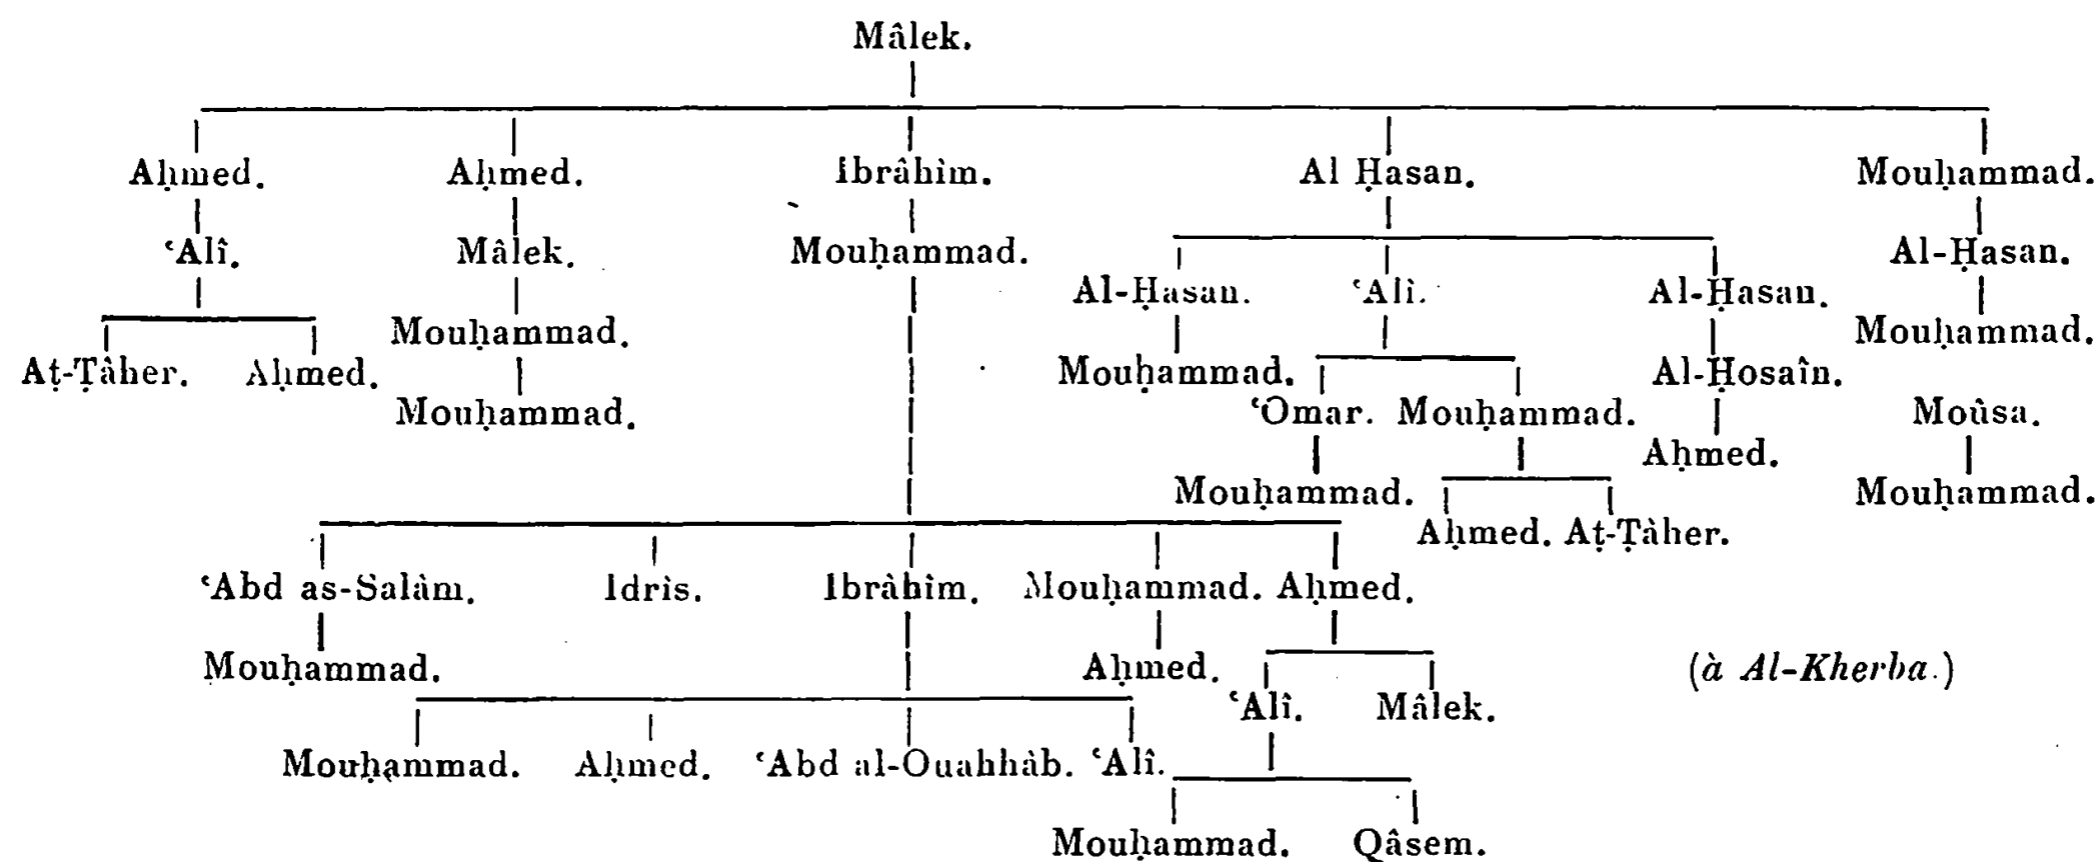 Mâlek.
Aḥmed. Aḥmed. Ibrâhim. Al Ḥasan. Mouḥammad.
ʿAlî. Mâlek. Mouḥammad. Al-Ḥasan.
Al-Ḥasan. ʿAlî. Al-Ḥasan.
Mouḥammad. Mouḥammad.
Aṭ-Ṭâher. Aḥmed. Mouḥammad. Al-Ḥosaîn.
Mouḥammad. ʿOmar. Mouḥammad. Moûsa.
Aḥmed.
Mouḥammad. Mouḥammad.
Aḥmed. Aṭ-Ṭâher.
ʿAbd as-Salâm. Idris. Ibrâhîm. Mouḥammad. Aḥmed.
Mouḥammad. Aḥmed. (à Al-Kherba.)
ʿAlî. Mâlek.
Mouḥammad. Aḥmed. ʿAbd al-Ouahhâb. ʿAlî.
Mouḥammad. Qâsem.